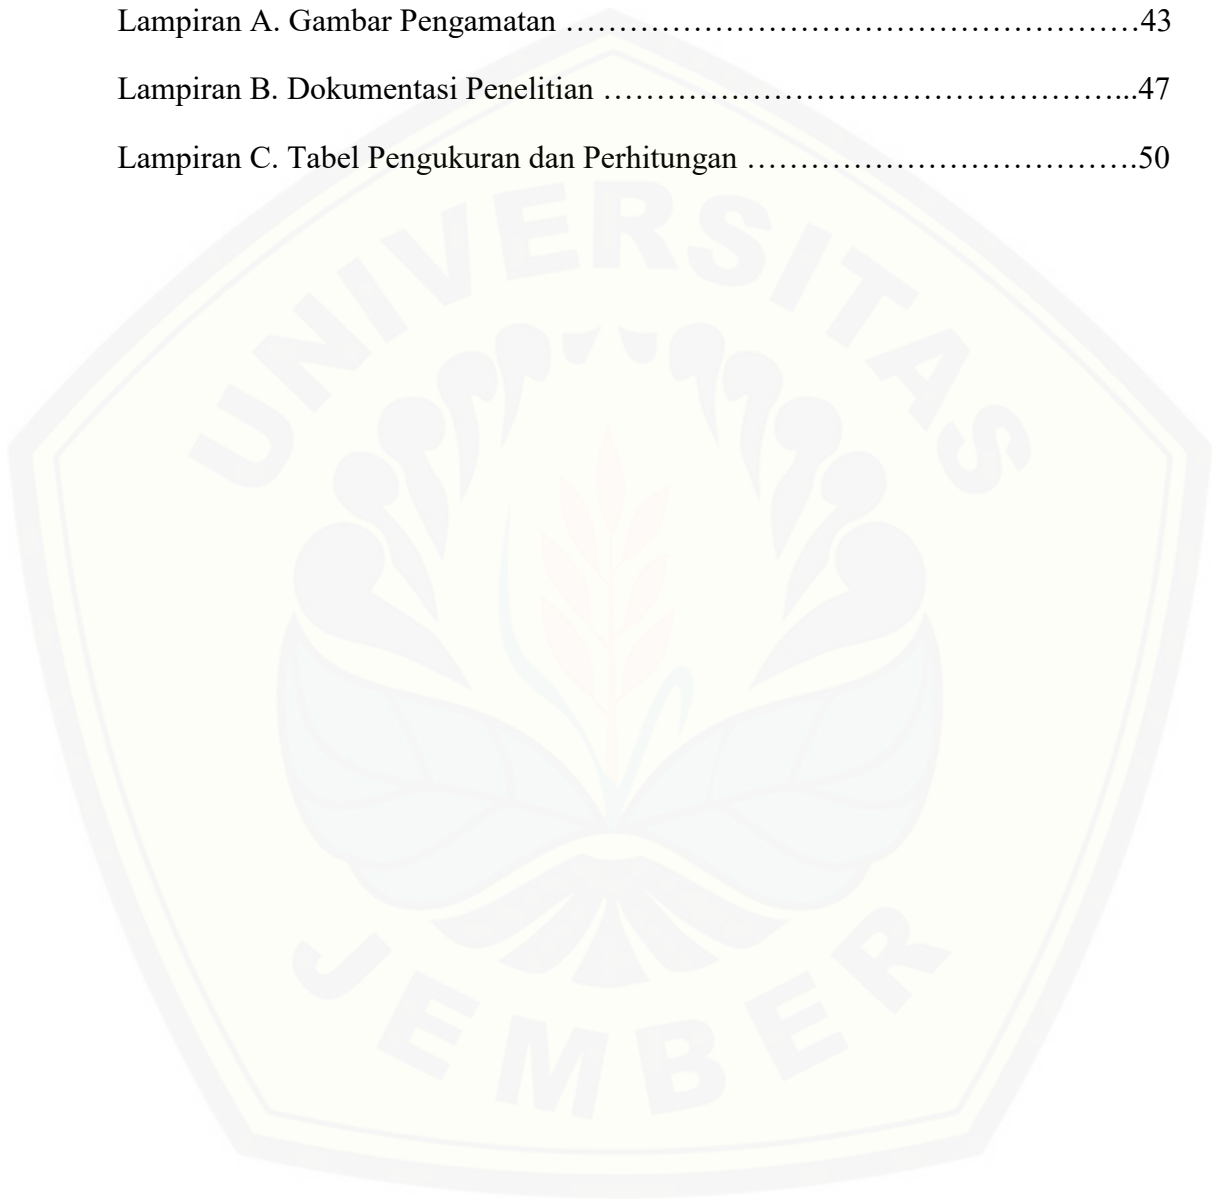 Lampiran A. Gambar Pengamatan ………………………………………………43
Lampiran B. Dokumentasi Penelitian …………………………………………...47
Lampiran C. Tabel Pengukuran dan Perhitungan ……………………………….50
UNIVERSITAS
JEMBER